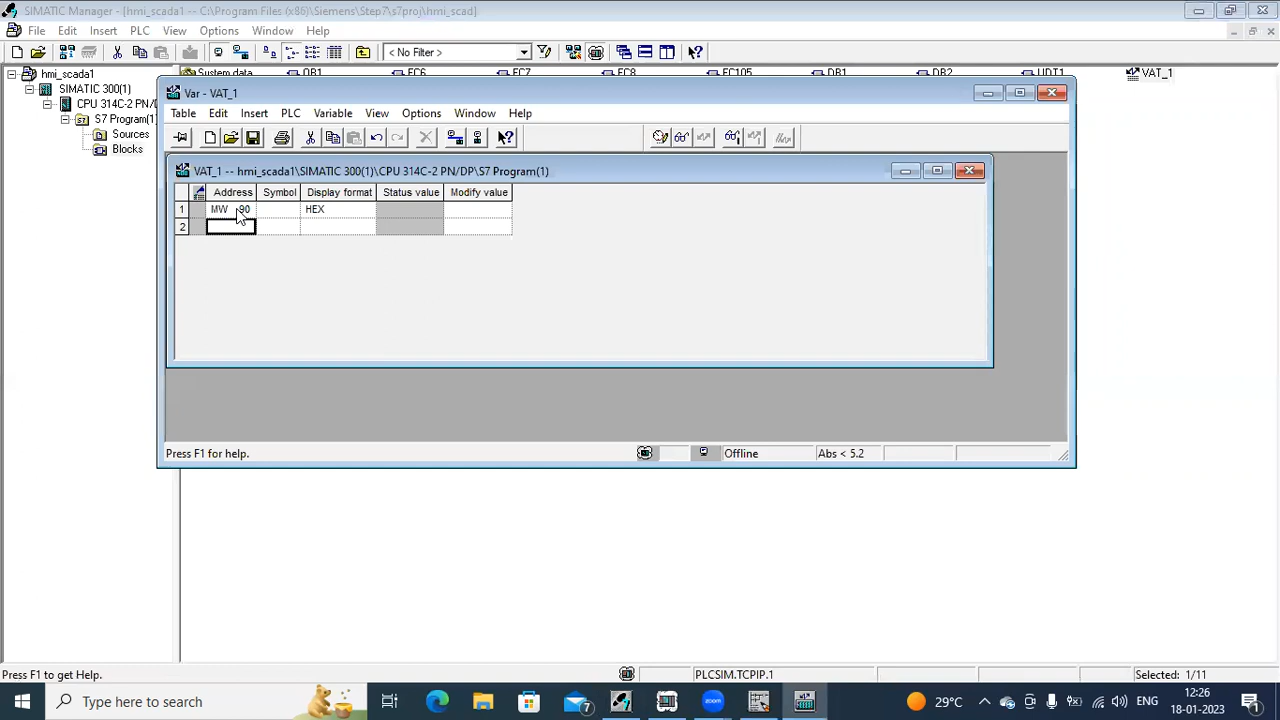 SIMATIC Manager - [hmi_scada1 -- C:\Program Files (x86)\Siemens\Step7\s7proj\hmi_scad]
File Edit Insert PLC View Options Window Help
< No Filter >
hmi_scada1
SIMATIC 300(1)
CPU 314C-2 PN/D
S7 Program(1
Sources
Blocks
System data OB1 FC6 FC7 FC8 FC105 DB1 DB2 UDT1 VAT_1
Var - VAT_1
Table Edit Insert PLC Variable View Options Window Help
VAT_1 -- hmi_scada1\SIMATIC 300(1)\CPU 314C-2 PN/DP\S7 Program(1)
Address Symbol Display format Status value Modify value
1 MW 90 HEX
2
Press F1 for help. Offline Abs < 5.2
Press F1 to get Help. PLCSIM.TCPIP.1 Selected: 1/11
Type here to search 7 zoom 29°C ENG 12:26
18-01-2023 1